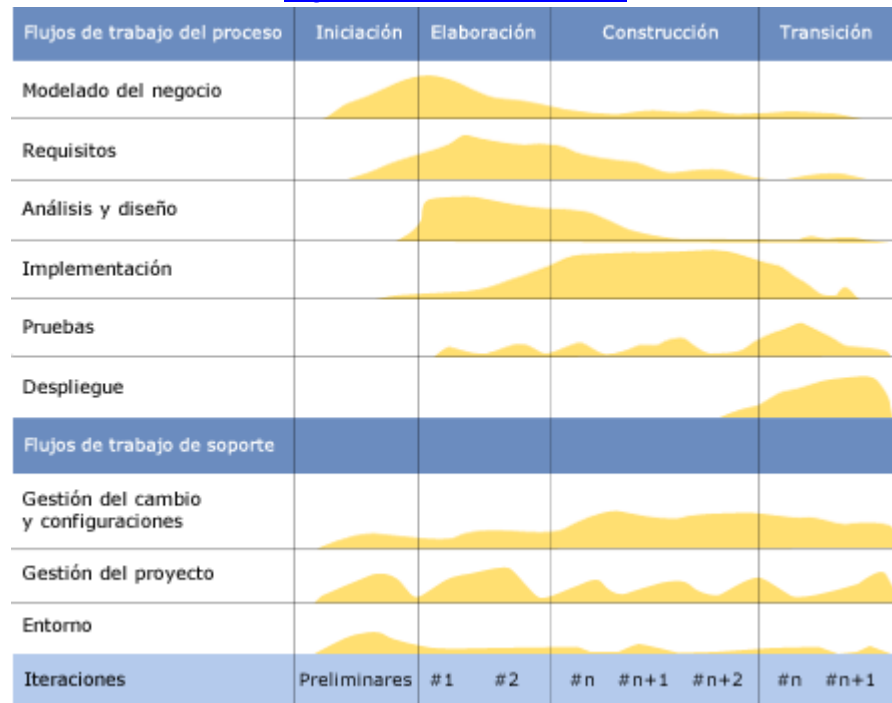 Flujos de trabajo del proceso Iniciación Elaboración Construcción Transición
Modelado del negocio
Requisitos
Análisis y diseño
Implementación
Pruebas
Despliegue
Flujos de trabajo de soporte
Gestión del cambio
y configuraciones
Gestión del proyecto
Entorno
Iteraciones Preliminares #1 #2 #n #n+1 #n+2 #n #n+1